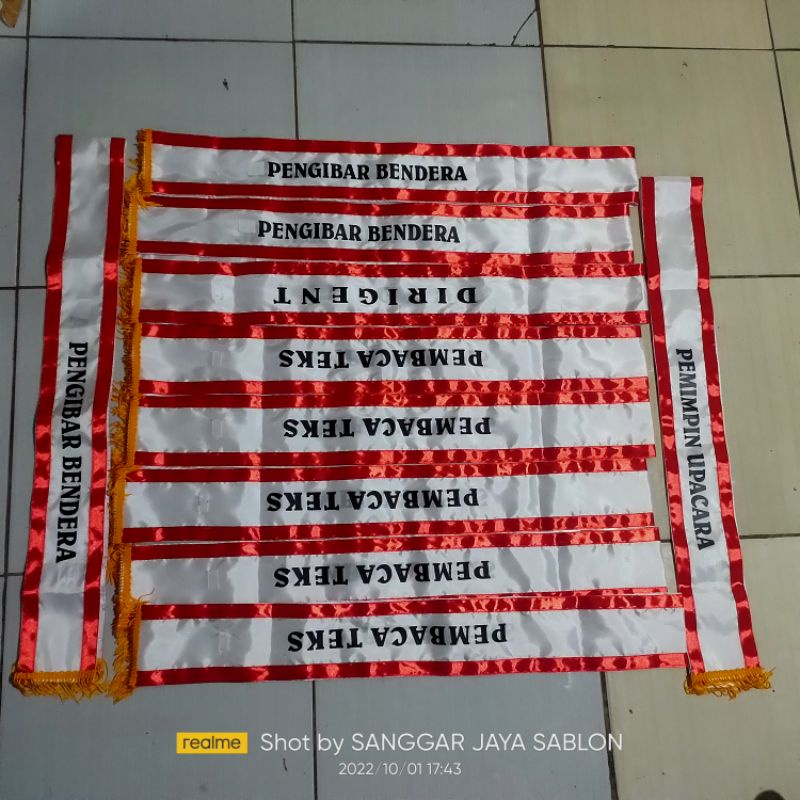 PENGIBAR BENDERA
PENGIBAR BENDERA
DIRIGENT
PEMBACA TEKS
PEMBACA TEKS
PEMBACA TEKS
PEMBACA TEKS
PEMBACA TEKS
PENGIBAR BENDERA
PEMIMPIN UPACARA
realme Shot by SANGGAR JAYA SABLON
2022/10/01 17:43